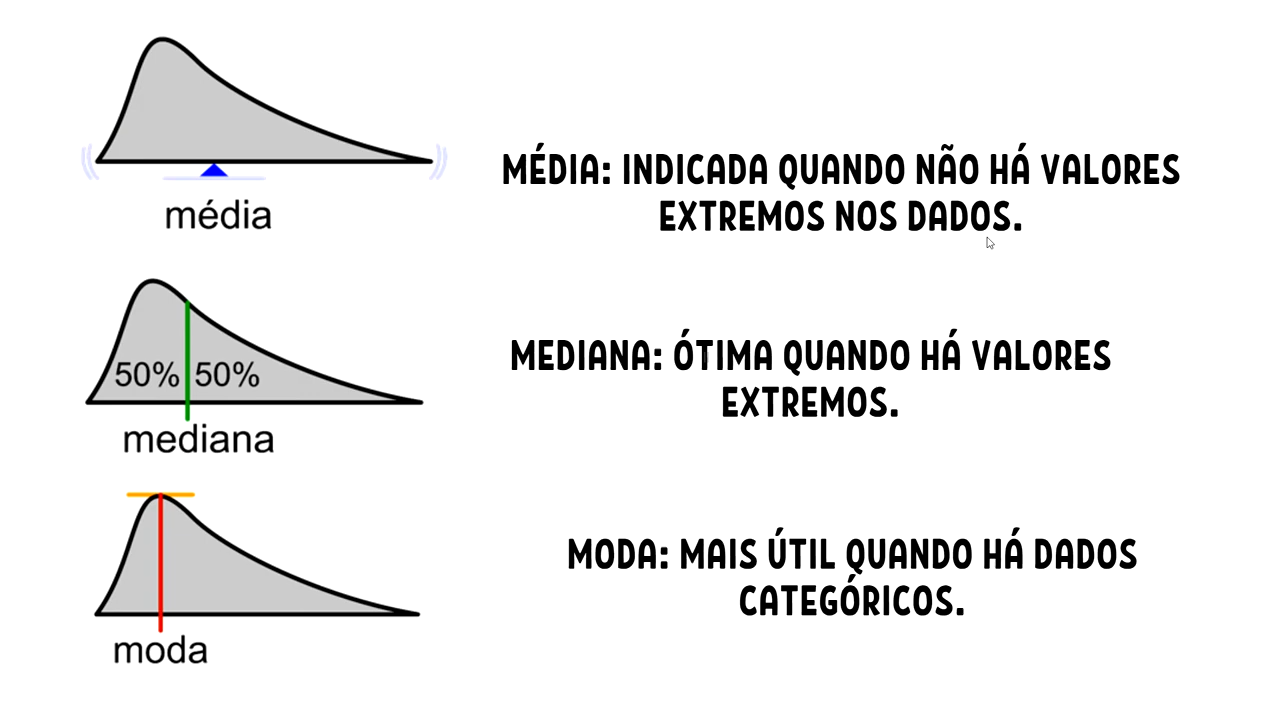 média
MÉDIA: INDICADA QUANDO NÃO HÁ VALORES
EXTREMOS NOS DADOS.
50% 50%
mediana
MEDIANA: ÓTIMA QUANDO HÁ VALORES
EXTREMOS.
moda
MODA: MAIS ÚTIL QUANDO HÁ DADOS
CATEGÓRICOS.